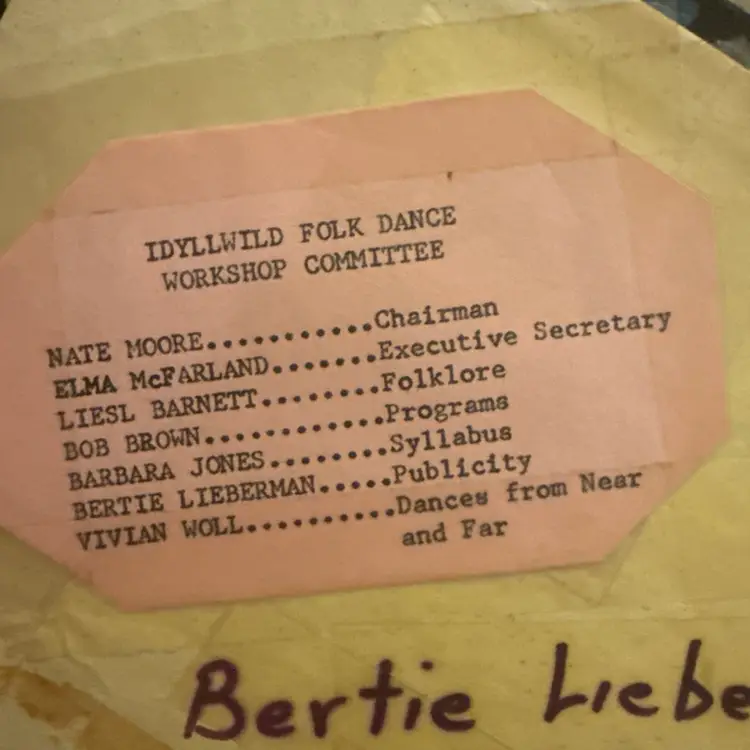 IDYLLWILD FOLK DANCE
WORKSHOP COMMITTEE
NATE MOORE...........Chairman
ELMA McFARLAND.......Executive Secretary
LIESL BARNETT........Folklore
BOB BROWN............Programs
BARBARA JONES........Syllabus
BERTIE LIEBERMAN.....Publicity
VIVIAN WOLL..........Dances from Near
and Far
Bertie Liebe